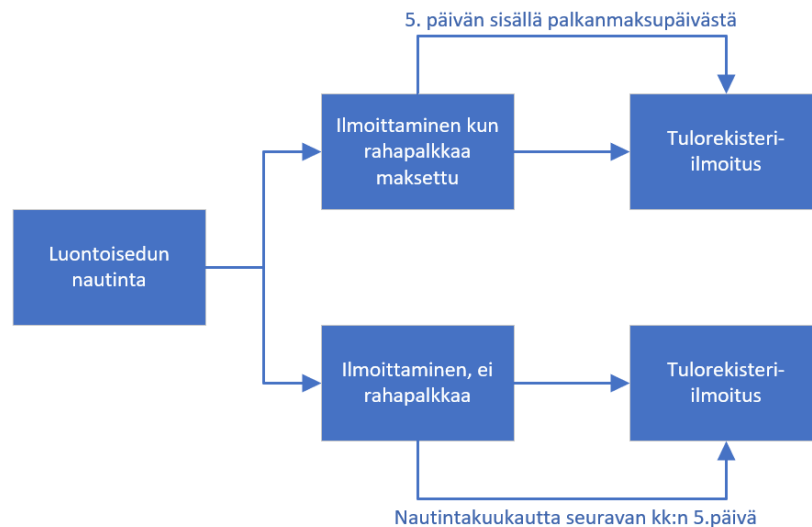 5. päivän sisällä palkanmaksupäivästä
Ilmoittaminen kun
rahapalkkaa
maksettu
Tulorekisteri-
ilmoitus
Luontoisedun
nautinta
Ilmoittaminen, ei
rahapalkkaa
Tulorekisteri-
ilmoitus
Nautintakuukautta seuravan kk:n 5.päivä